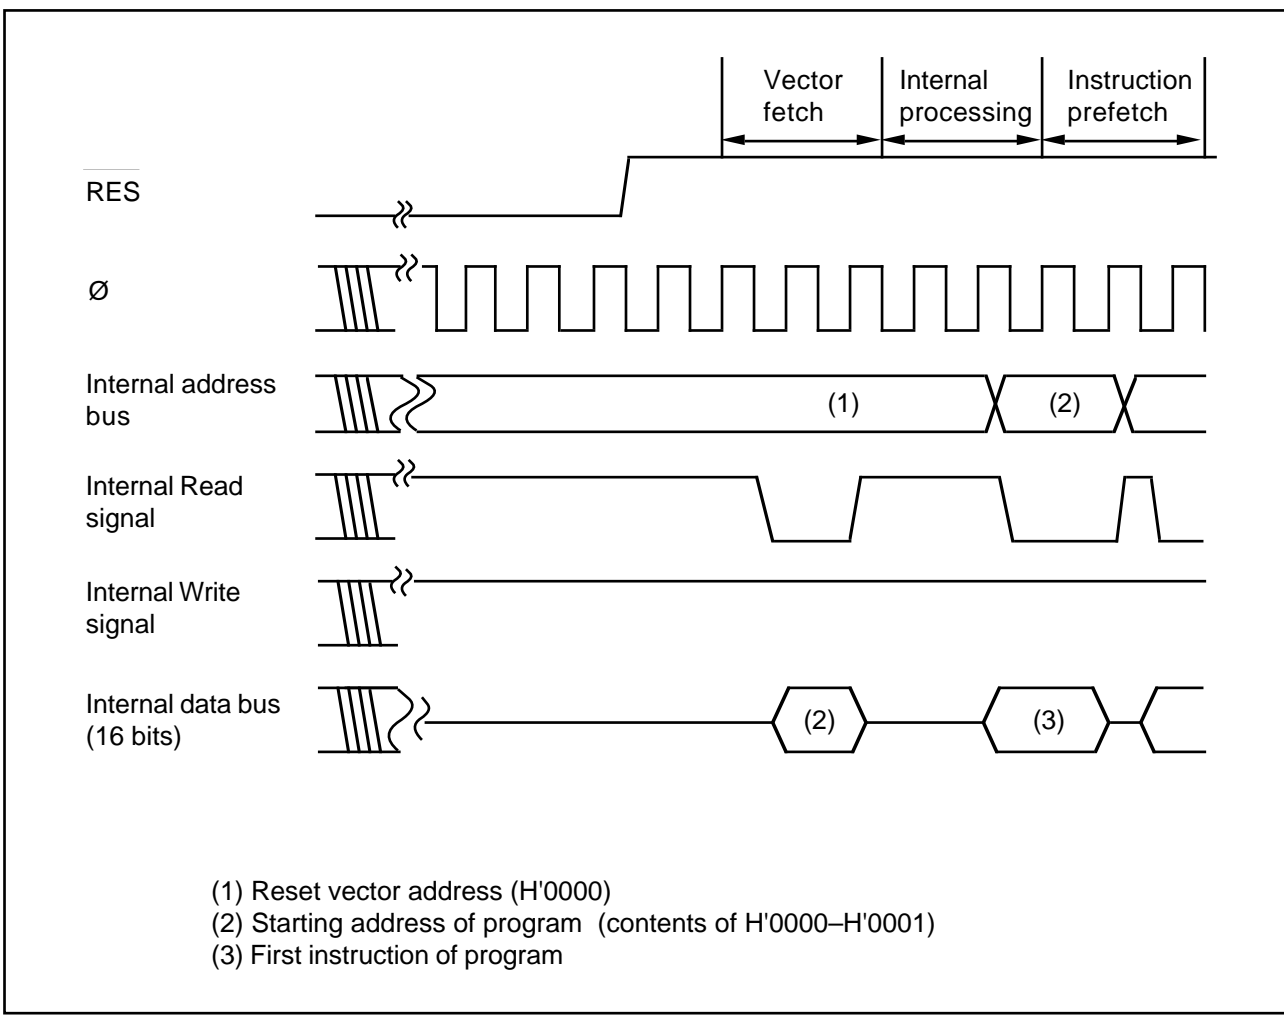 Vector
fetch
Internal
processing
Instruction
prefetch
RES
Ø
Internal address
bus
(1)
(2)
Internal Read
signal
Internal Write
signal
Internal data bus
(16 bits)
(2)
(3)
(1) Reset vector address (H'0000)
(2) Starting address of program (contents of H'0000–H'0001)
(3) First instruction of program